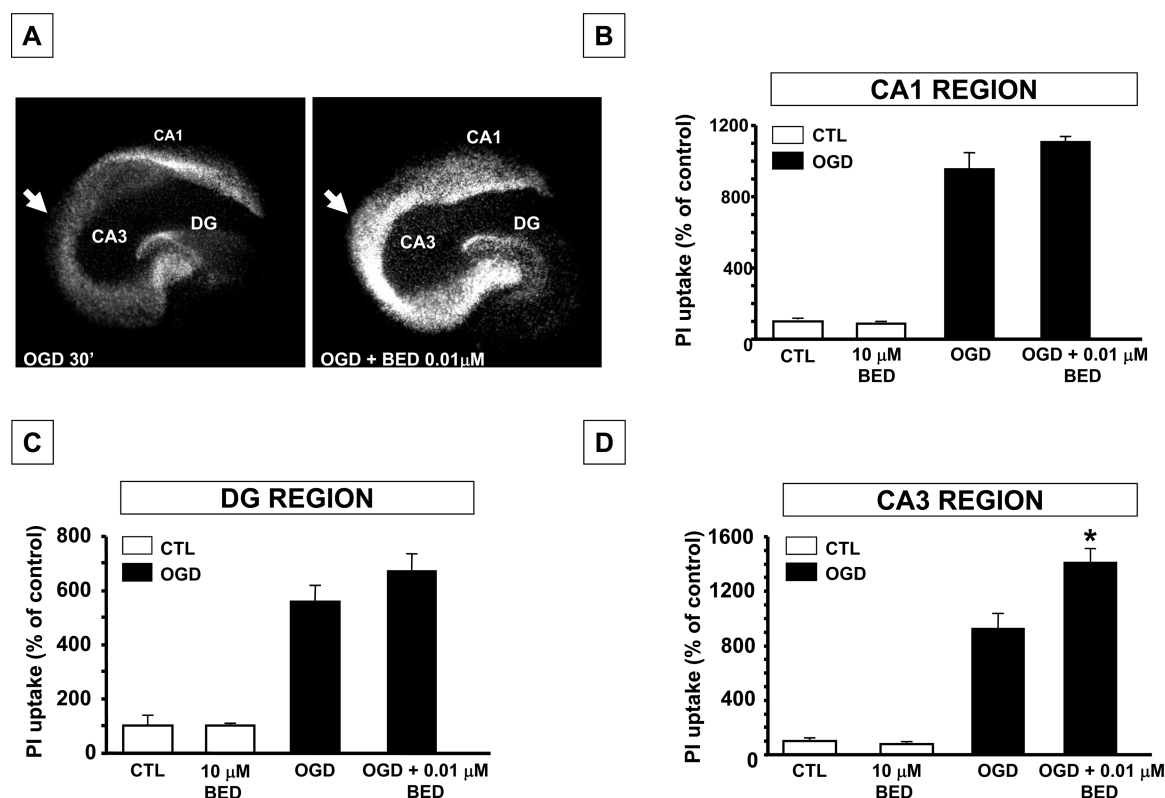 A
CA1
CA3
DG
OGD 30’
CA1
CA3
DG
OGD + BED 0.01μM
B
CA1 REGION
PI uptake (% of control)
1200
800
400
0
CTL
OGD
CTL
10 μM
BED
OGD
OGD + 0.01 μM
BED
C
DG REGION
PI uptake (% of control)
800
600
400
200
0
CTL
OGD
CTL
10 μM
BED
OGD
OGD + 0.01 μM
BED
D
CA3 REGION
PI uptake (% of control)
1600
1200
800
400
0
CTL
OGD
*
CTL
10 μM
BED
OGD
OGD + 0.01 μM
BED